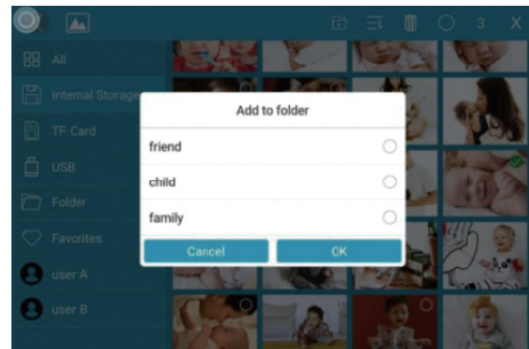 3 X
All
Internal Storage
TF Card
USB
Folder
Favorites
user A
user B
Add to folder
friend
child
family
Cancel
OK